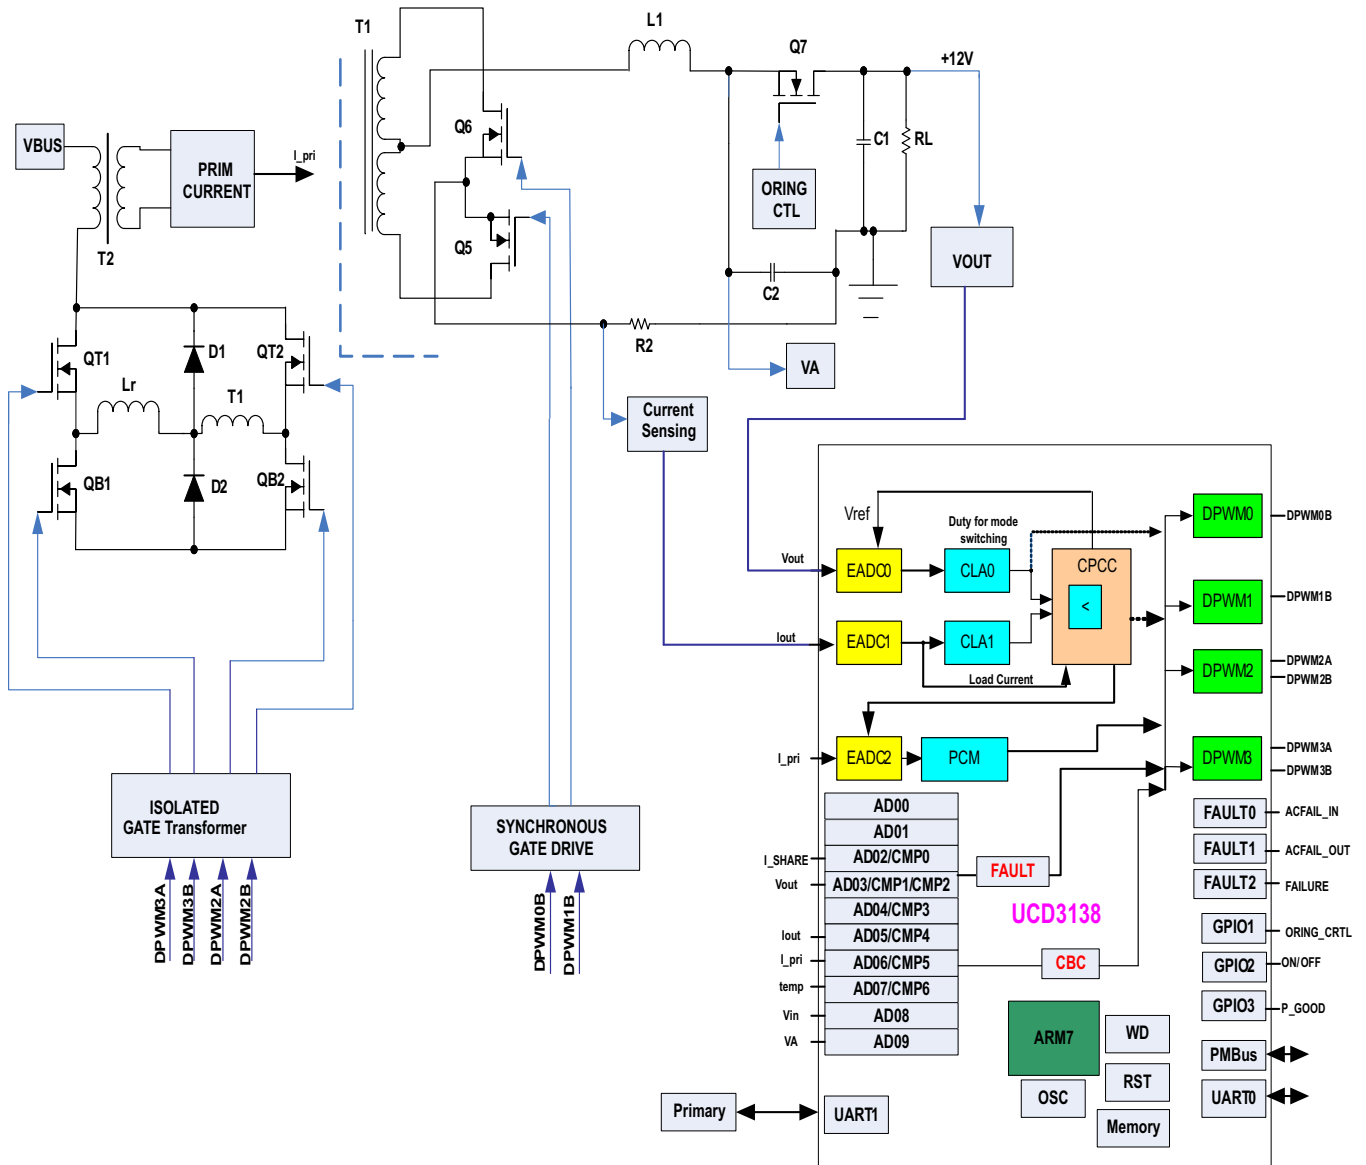 T1
L1
Q7
+12V
Q6
C1
RL
VBUS
PRIM
CURRENT
I_pri
ORING
CTL
T2
Q5
VOUT
C2
R2
QT1
D1
QT2
VA
Lr
T1
Current
Sensing
QB1
D2
QB2
Vref
Duty for mode
switching
DPWM0
DPWM0B
Vout
EADC0
CLA0
CPCC
<
DPWM1
DPWM1B
Iout
EADC1
CLA1
Load Current
DPWM2
DPWM2A
DPWM2B
I_pri
EADC2
PCM
DPWM3
DPWM3A
DPWM3B
ISOLATED
GATE Transformer
SYNCHRONOUS
GATE DRIVE
DPWM3A
DPWM3B
DPWM2A
DPWM2B
DPWM0B
DPWM1B
AD00
AD01
I_SHARE
AD02/CMP0
Vout
AD03/CMP1/CMP2
AD04/CMP3
Iout
AD05/CMP4
I_pri
AD06/CMP5
temp
AD07/CMP6
Vin
AD08
VA
AD09
FAULT
UCD3138
CBC
FAULT0
ACFAIL_IN
FAULT1
ACFAIL_OUT
FAULT2
FAILURE
GPIO1
ORING_CRTL
GPIO2
ON/OFF
GPIO3
P_GOOD
ARM7
WD
PMBus
OSC
RST
UART0
Memory
Primary
UART1